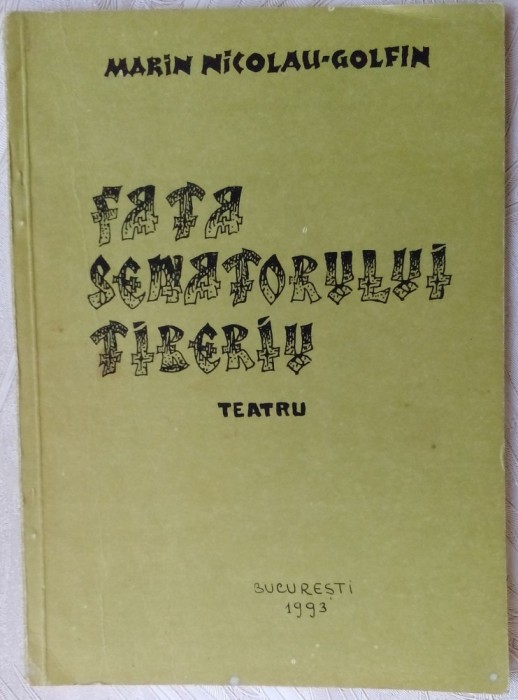 MARIN NICOLAU-GOLFIN
FATA
SENATORULUI
TIBERIU
TEATRU
BUCUREȘTI
1993